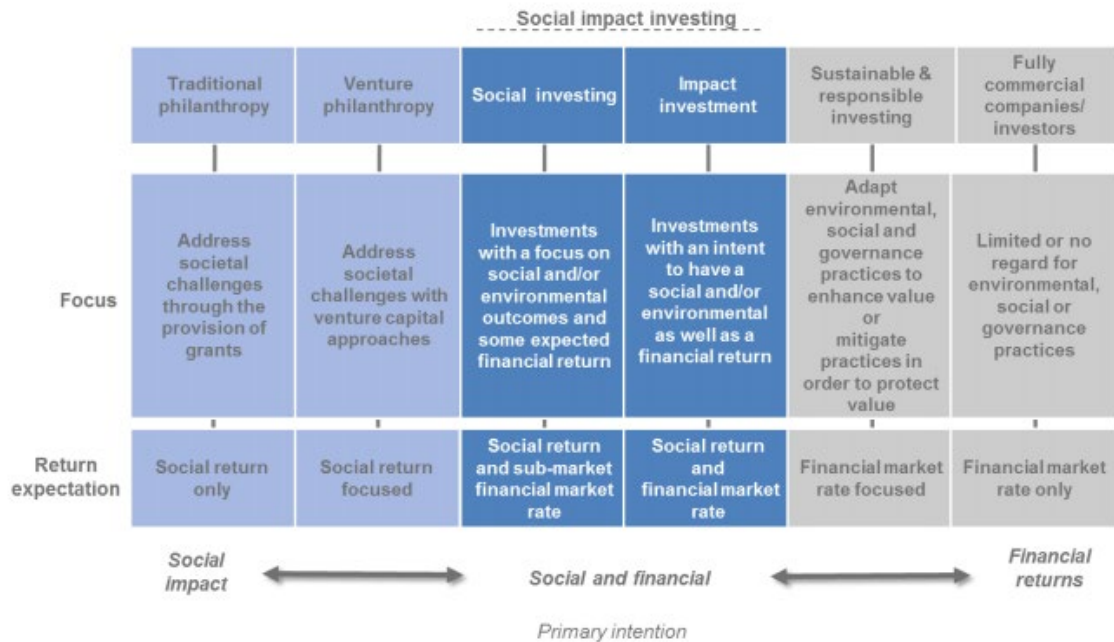 Social impact investing
Traditional
philanthropy
Venture
philanthropy
Social investing
Impact
investment
Sustainable &
responsible
investing
Fully
commercial
companies/
investors
Focus
Address
societal
challenges
through the
provision of
grants
Address
societal
challenges with
venture capital
approaches
Investments
with a focus on
social and/or
environmental
outcomes and
some expected
financial return
Investments
with an intent
to have a
social and/or
environmental
as well as a
financial return
Adapt
environmental,
social and
governance
practices to
enhance value
or
mitigate
practices in
order to protect
value
Limited or no
regard for
environmental,
social or
governance
practices
Return
expectation
Social return
only
Social return
focused
Social return
and sub-market
financial market
rate
Social return
and
financial market
rate
Financial market
rate focused
Financial market
rate only
Social
impact
Social and financial
Financial
returns
Primary intention